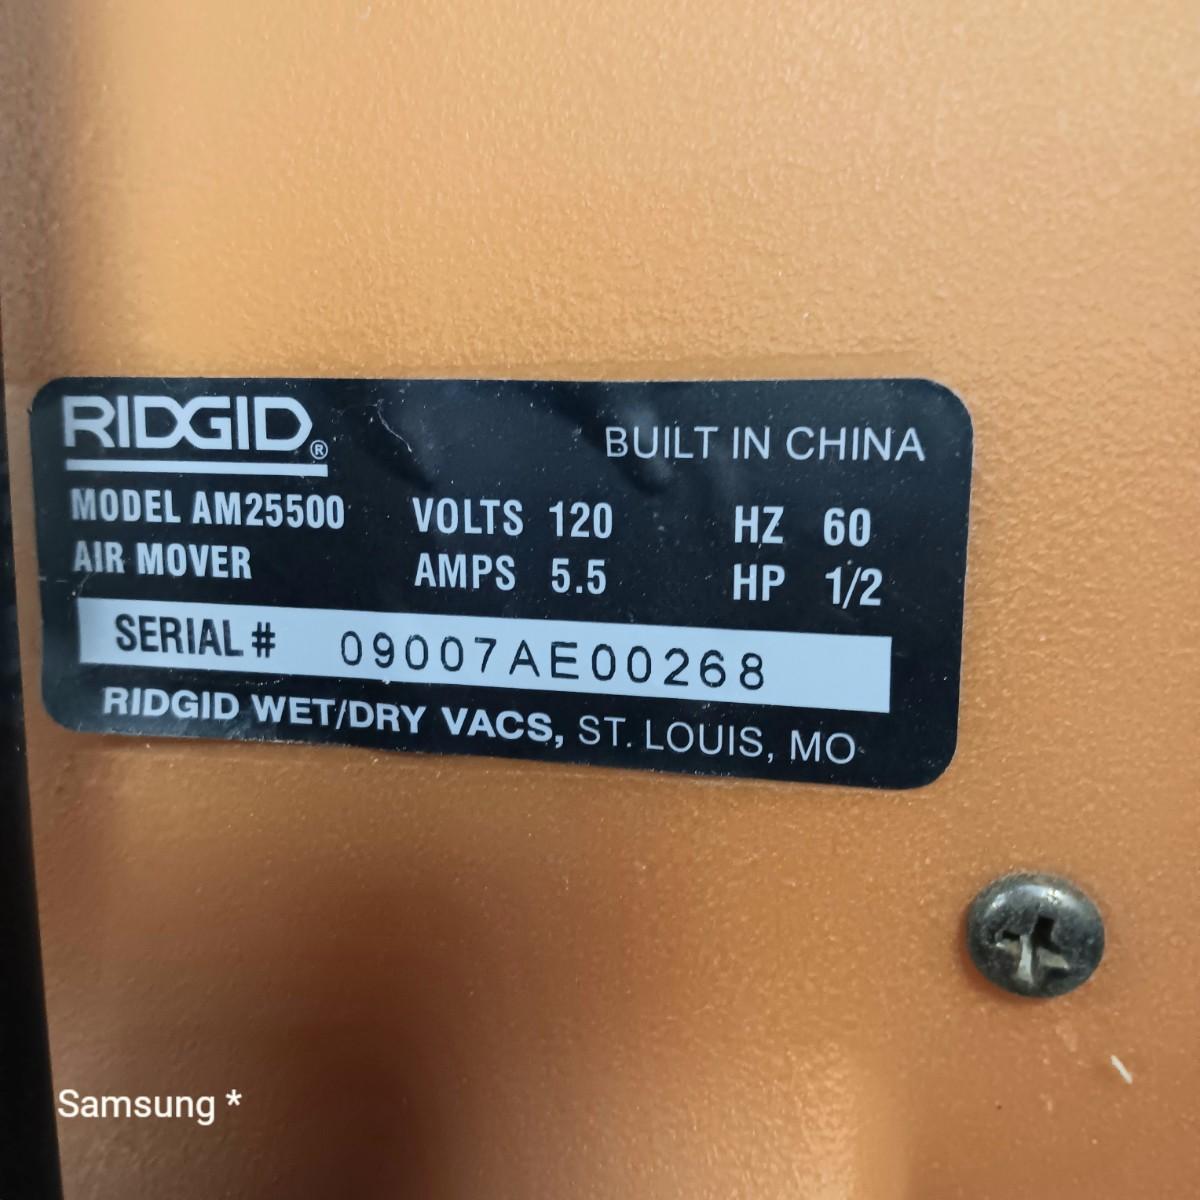 RIDGID®
BUILT IN CHINA
MODEL AM25500 VOLTS 120 HZ 60
AIR MOVER AMPS 5.5 HP 1/2
SERIAL # 09007AE00268
RIDGID WET/DRY VACS, ST. LOUIS, MO
Samsung *